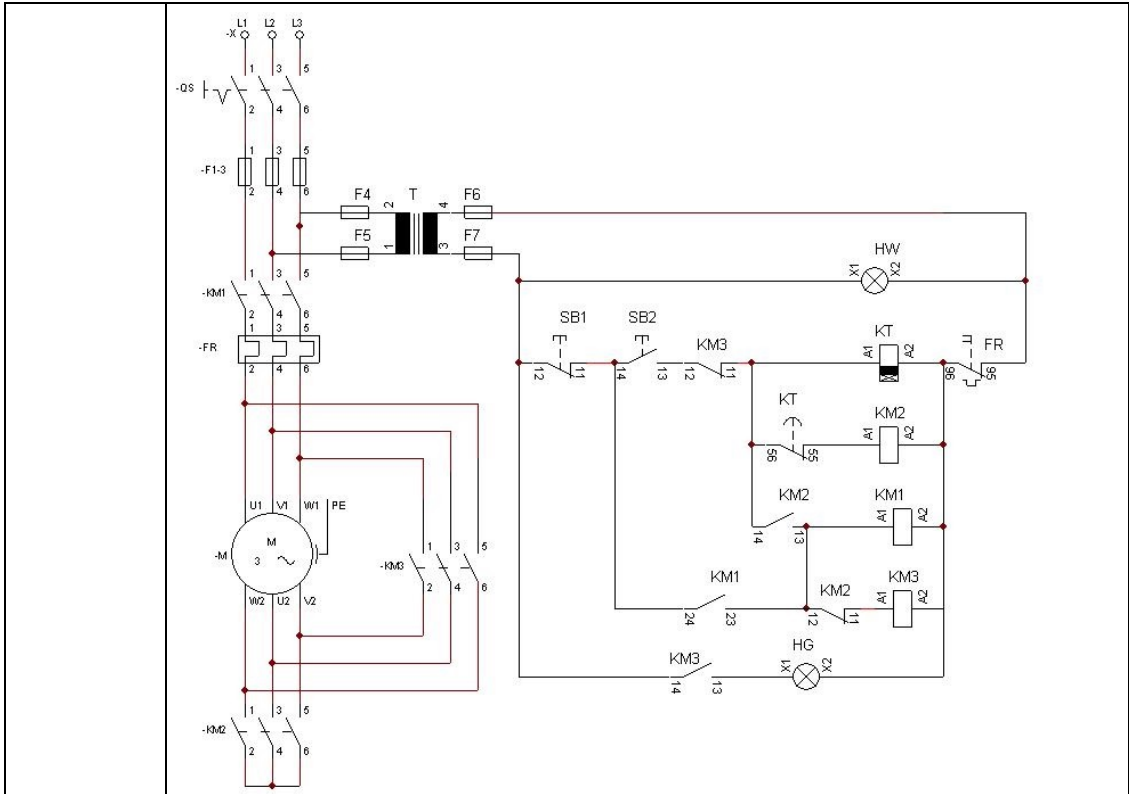 L1 L2 L3
-X
1 3 5
-QS
2 4 6
1 3 5
-F1-3
2 4 6
F4 T F6
2 4
F5 F7
1 3
HW
X1 X2
1 3 5
-KM1
2 4 6
1 3 5
-FR
2 4 6
SB1 SB2 KM3 KT FR
A1 A2
12 11 14 13 12 11 96 95
KT KM2
A1 A2
56 55
KM2 KM1
A1 A2
14 13
U1 V1 W1 PE
M
-M 3 ~
W2 U2 V2
1 3 5
-KM3
2 4 6
KM1 KM2 KM3
A1 A2
24 23 12 11
KM3 HG
X1 X2
14 13
1 3 5
-KM2
2 4 6